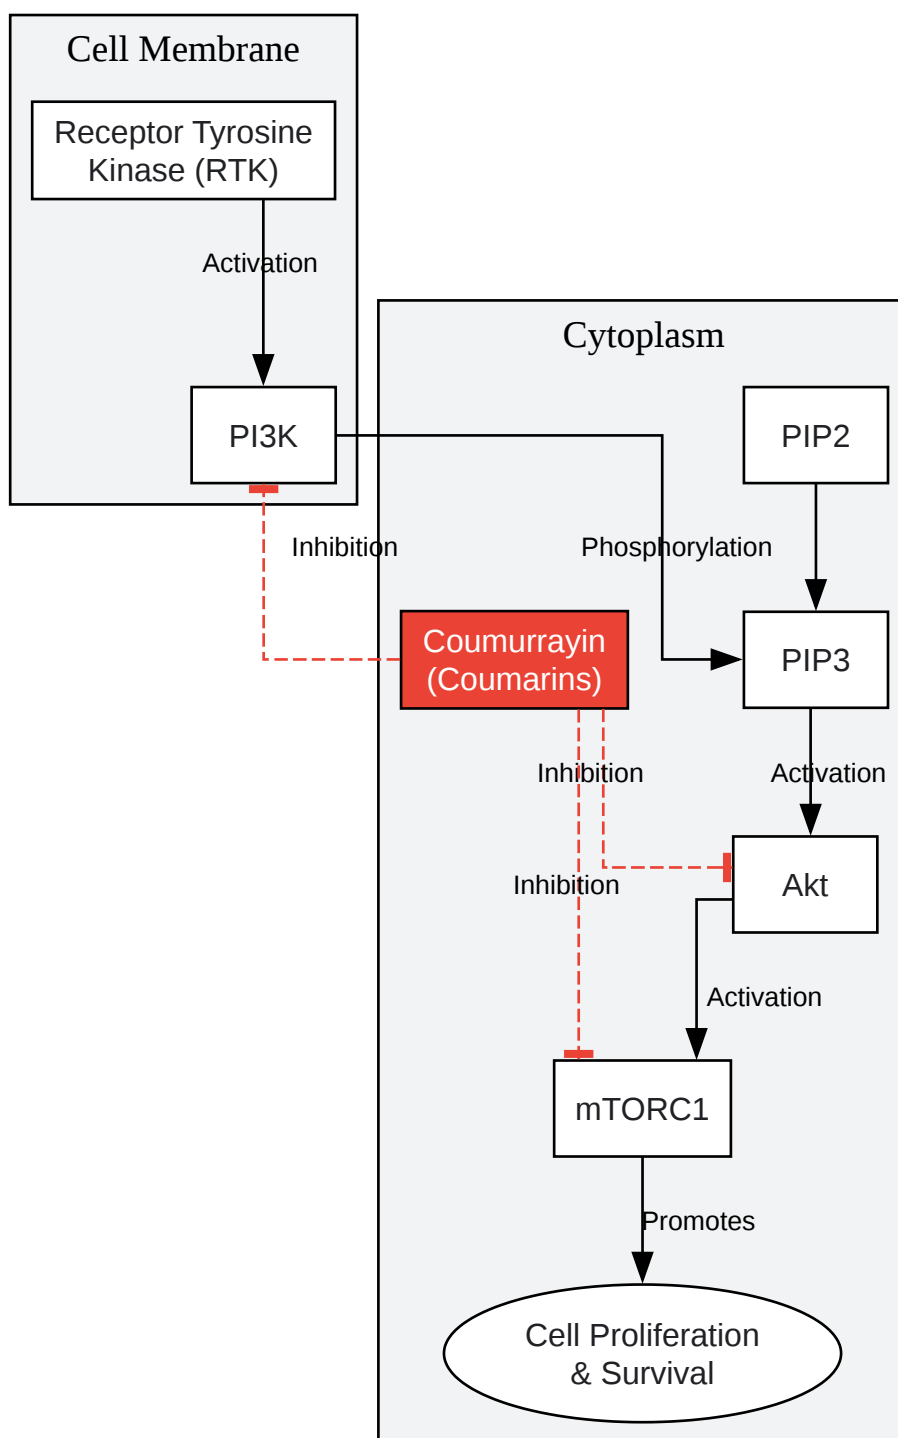 Cell Membrane
Receptor Tyrosine
Kinase (RTK)
Activation
Cytoplasm
PI3K
PIP2
Inhibition
Phosphorylation
Coumurrayin
(Coumarins)
PIP3
Inhibition
Activation
Inhibition
Akt
Activation
mTORC1
Promotes
Cell Proliferation
& Survival